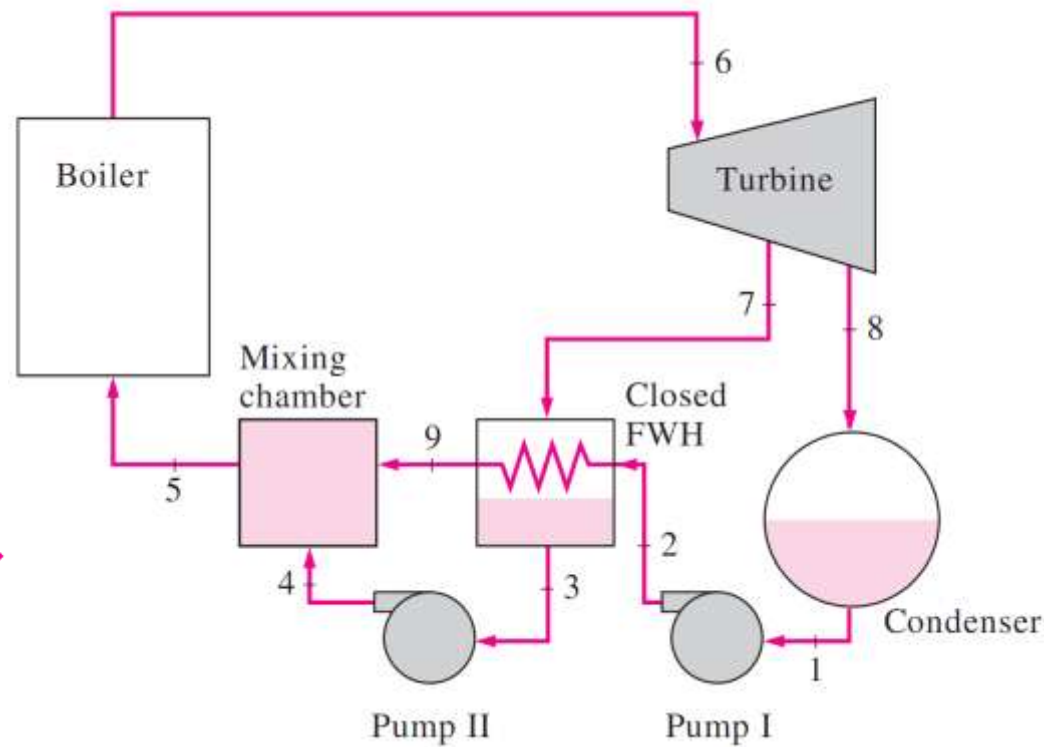 6
Boiler
Turbine
7
8
Mixing
chamber
Closed
FWH
9
5
2
4
3
Condenser
1
Pump II
Pump I